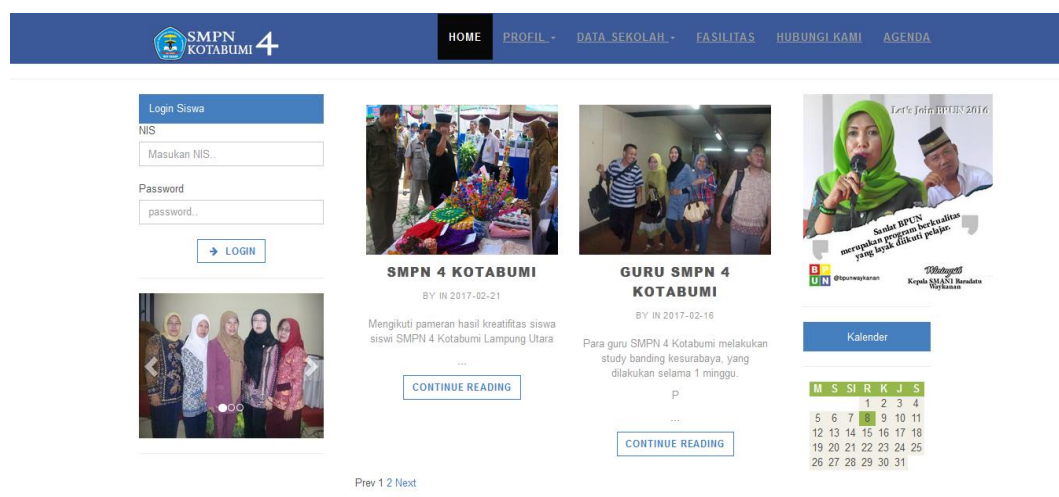 SMPN
KOTABUMI 4
HOME PROFIL DATA SEKOLAH FASILITAS HUBUNGI KAMI AGENDA
Login Siswa
NIS
Masukan NIS..
Password
password..
LOGIN
SMPN 4 KOTABUMI
BY IN 2017-02-21
Mengikuti pameran hasil kreatifitas siswa
siswi SMPN 4 Kotabumi Lampung Utara
...
CONTINUE READING
GURU SMPN 4
KOTABUMI
BY IN 2017-02-16
Para guru SMPN 4 Kotabumi melakukan
study banding kesurabaya, yang
dilakukan selama 1 minggu.
P
...
CONTINUE READING
Prev 1 2 Next
Let's Join BPUN 2016
Sanlat BPUN
merupakan program berkualitas
yang layak diikuti pelajar.
BP
UN @bpunwaykanan
Kepala SMAN1 Baradatu
Waykanan
Kalender
M S SI R K J S
1 2 3 4
5 6 7 8 9 10 11
12 13 14 15 16 17 18
19 20 21 22 23 24 25
26 27 28 29 30 31